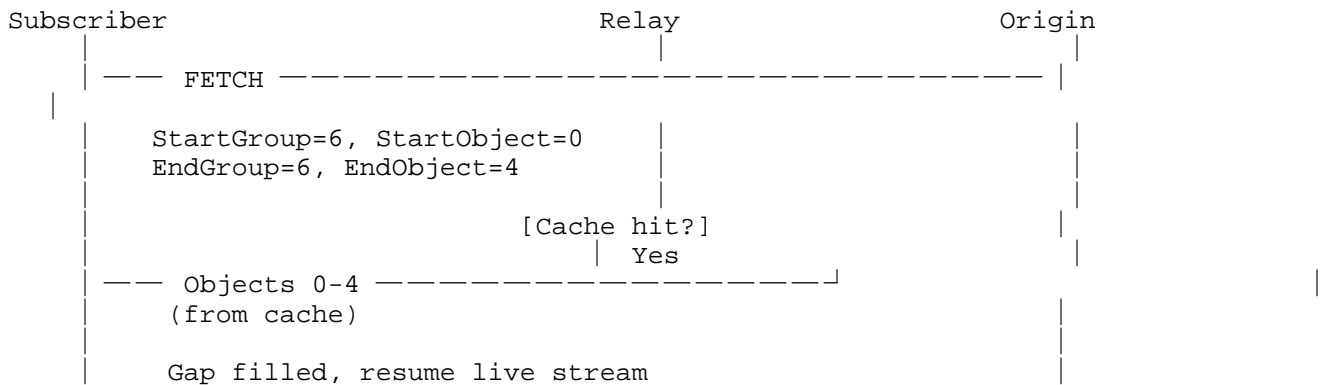 Subscriber Relay Origin
FETCH
StartGroup=6, StartObject=0
EndGroup=6, EndObject=4
[Cache hit?]
Yes
Objects 0-4
(from cache)
Gap filled, resume live stream